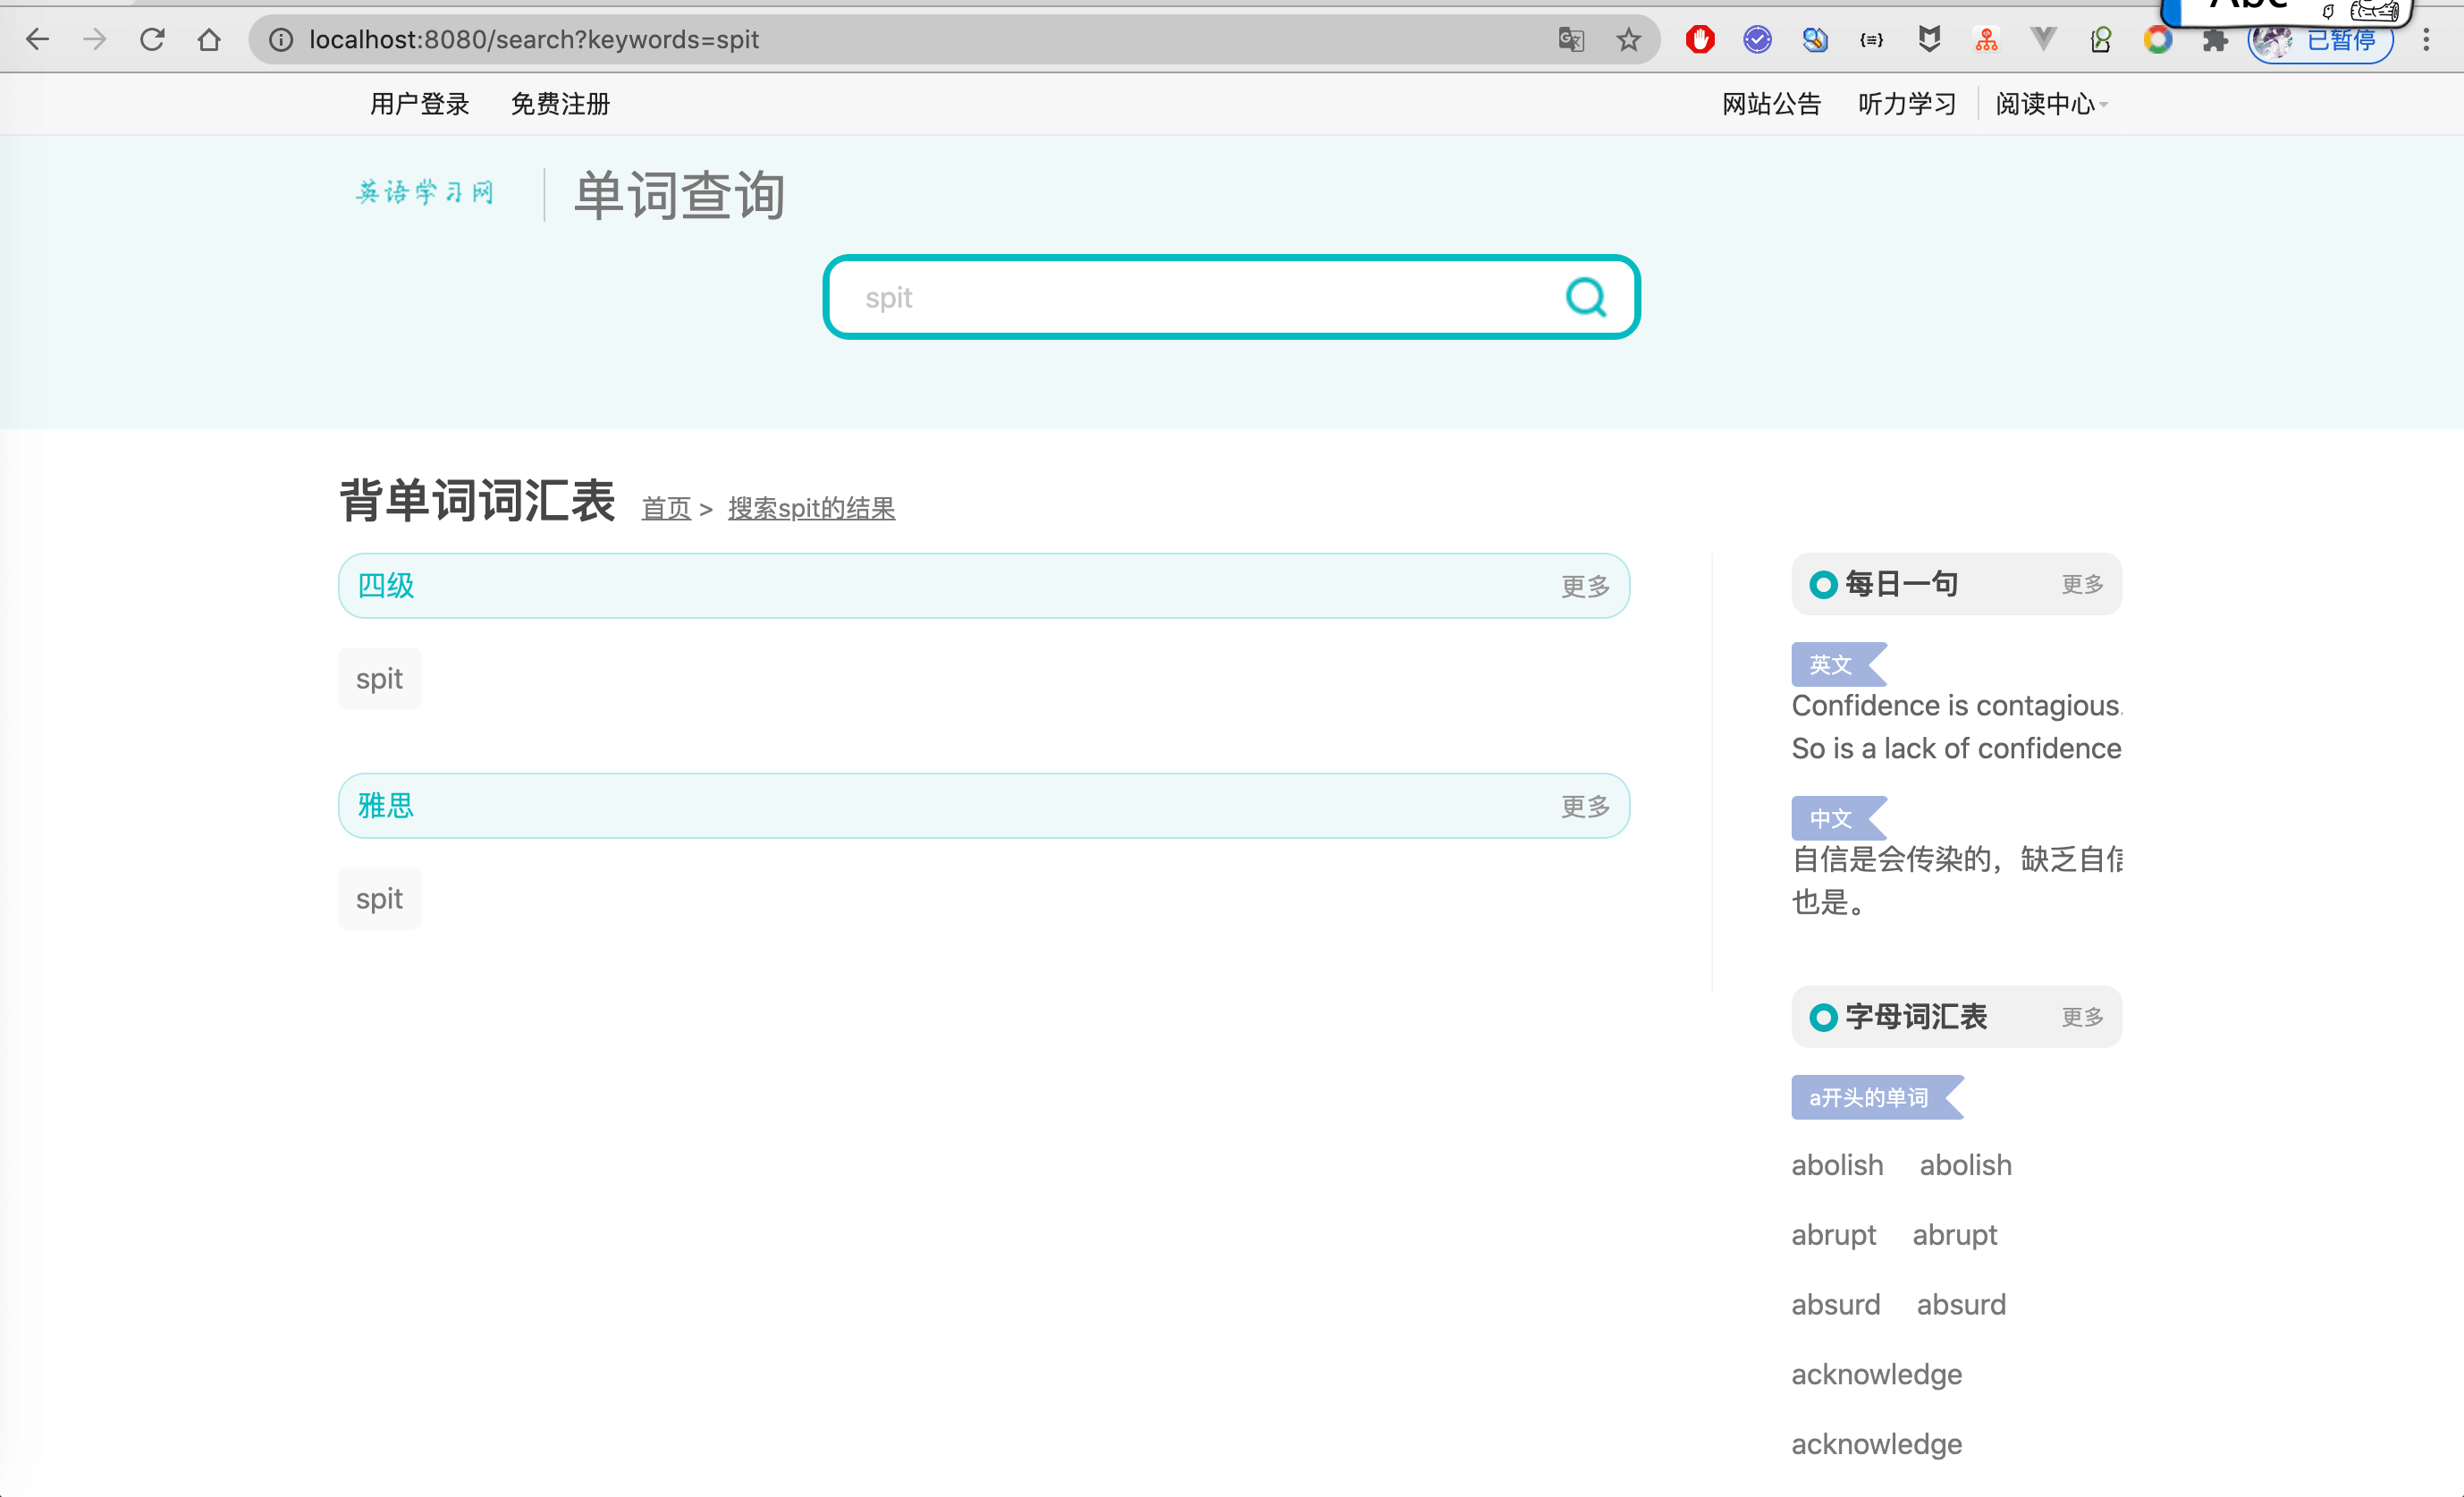 Abc
localhost:8080/search?keywords=spit
已暂停
用户登录 免费注册 网站公告 听力学习 阅读中心
英语学习网 单词查询
spit
背单词词汇表 首页 > 搜索spit的结果
四级 更多
spit
雅思 更多
spit
每日一句 更多
英文
Confidence is contagious.
So is a lack of confidence
中文
自信是会传染的，缺乏自信
也是。
字母词汇表 更多
a开头的单词
abolish abolish
abrupt abrupt
absurd absurd
acknowledge
acknowledge